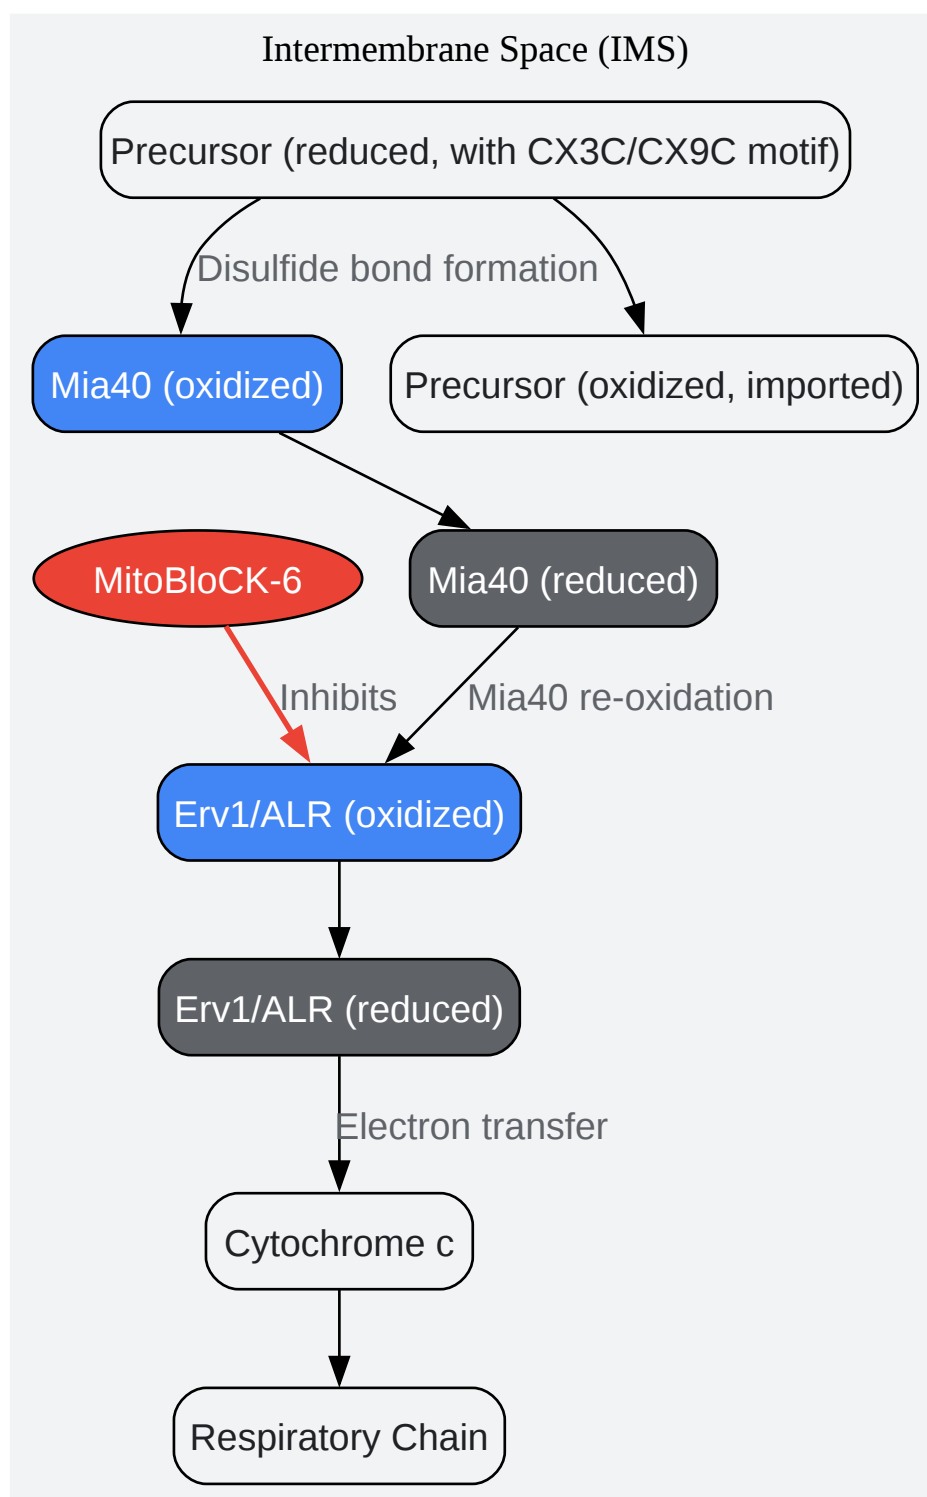 Intermembrane Space (IMS)
Precursor (reduced, with CX3C/CX9C motif)
Disulfide bond formation
Mia40 (oxidized)
Precursor (oxidized, imported)
MitoBloCK-6
Mia40 (reduced)
Inhibits
Mia40 re-oxidation
Erv1/ALR (oxidized)
Erv1/ALR (reduced)
Electron transfer
Cytochrome c
Respiratory Chain